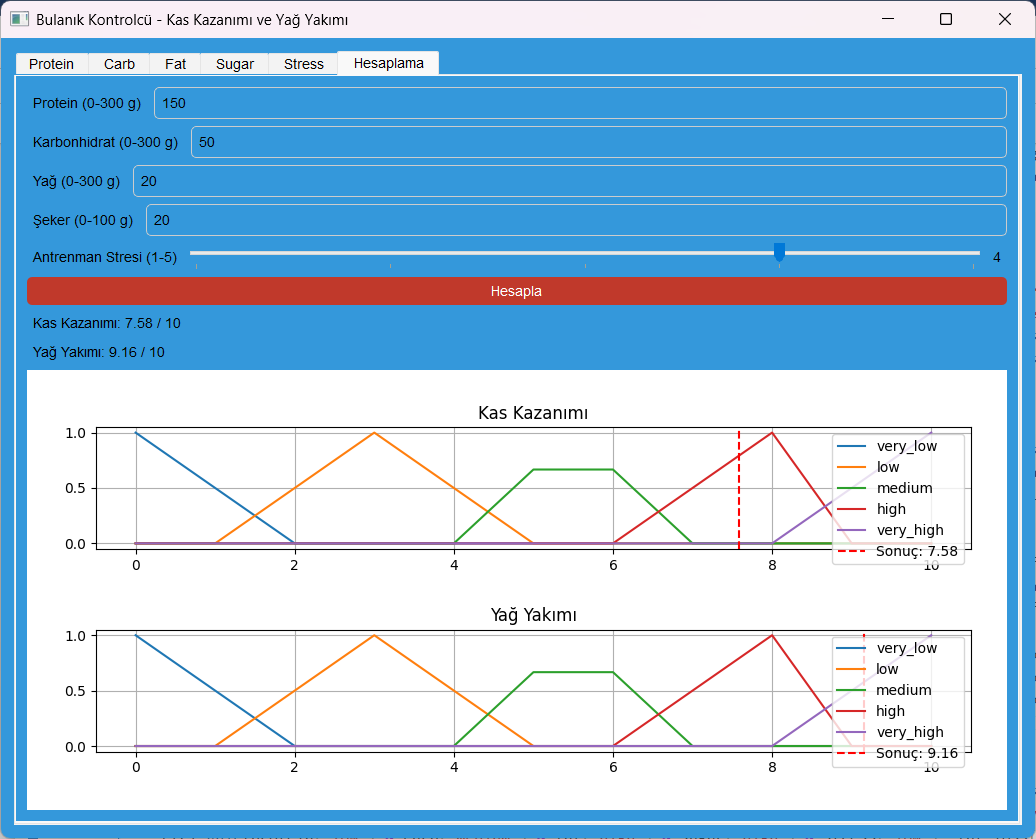 Bulanık Kontrolcü - Kas Kazanımı ve Yağ Yakımı
Protein Carb Fat Sugar Stress Hesaplama
Protein (0-300 g) 150
Karbonhidrat (0-300 g) 50
Yağ (0-300 g) 20
Şeker (0-100 g) 20
Antrenman Stresi (1-5) 4
Hesapla
Kas Kazanımı: 7.58 / 10
Yağ Yakımı: 9.16 / 10
Kas Kazanımı
1.0
0.5
0.0
very_low
low
medium
high
very_high
Sonuç: 7.58
0 2 4 6 8 10
Yağ Yakımı
1.0
0.5
0.0
very_low
low
medium
high
very_high
Sonuç: 9.16
0 2 4 6 8 10